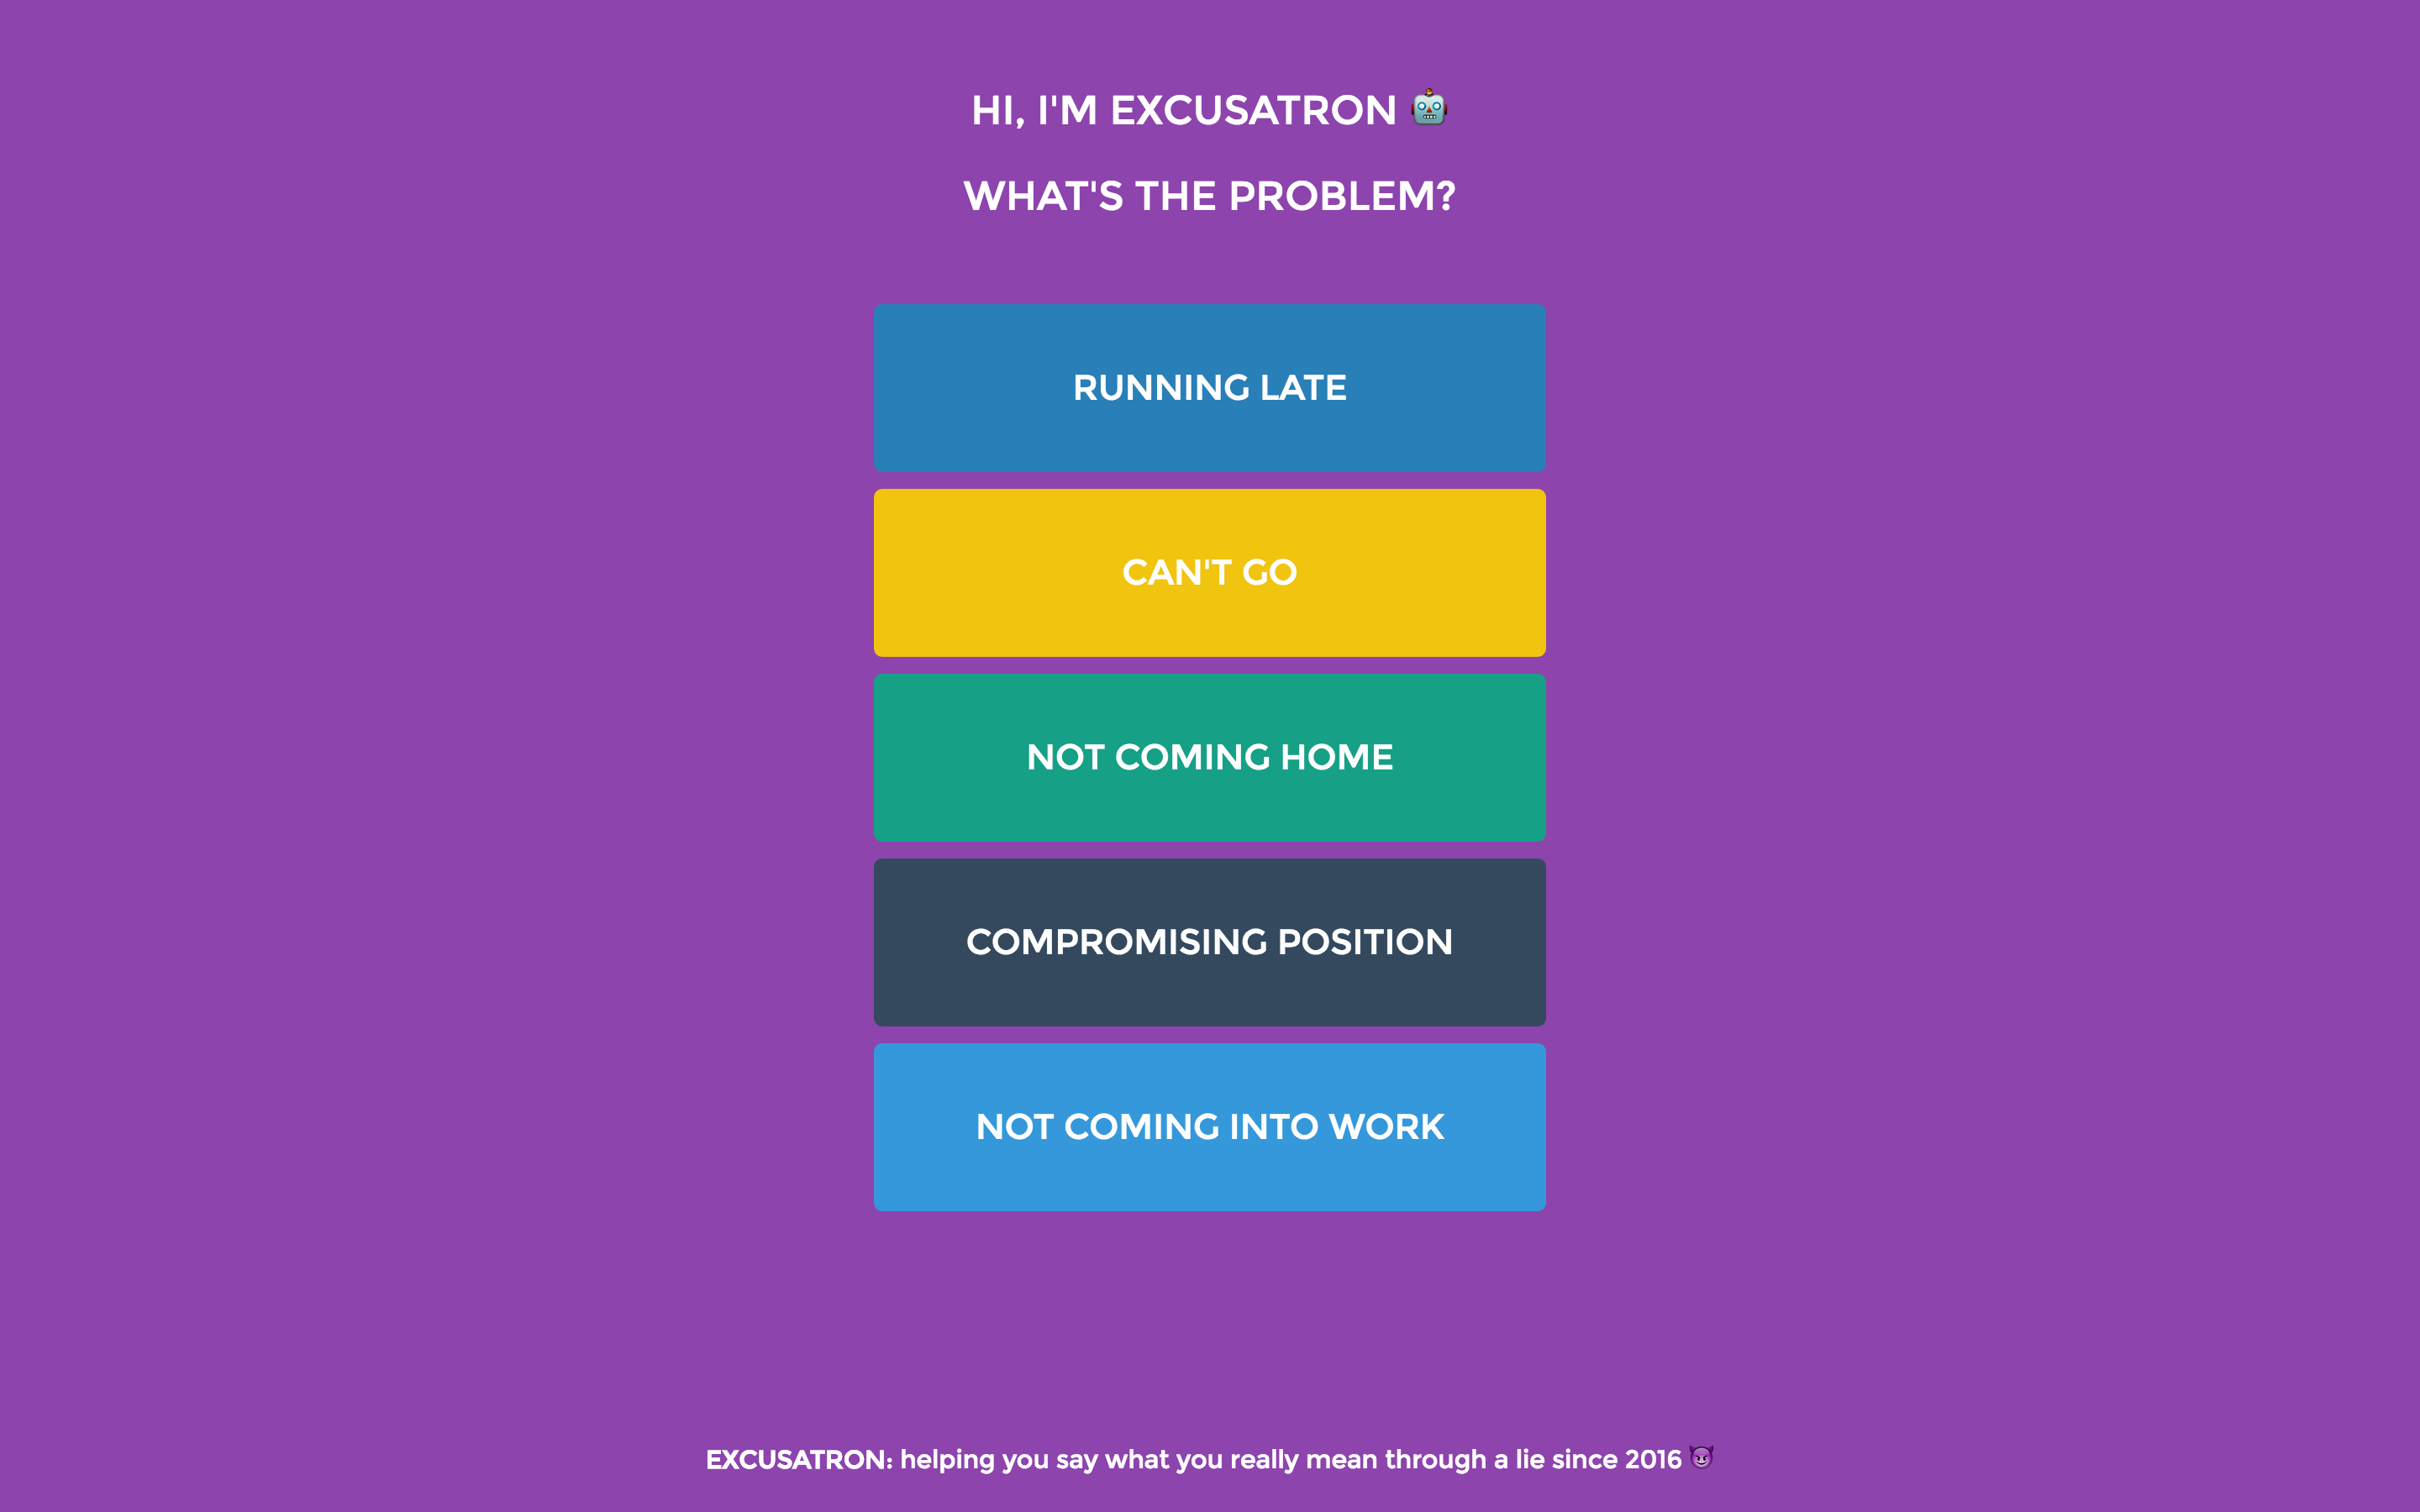 HI, I'M EXCUSATRON 🤖
WHAT'S THE PROBLEM?
RUNNING LATE
CAN'T GO
NOT COMING HOME
COMPROMISING POSITION
NOT COMING INTO WORK
EXCUSATRON: helping you say what you really mean through a lie since 2016 😈